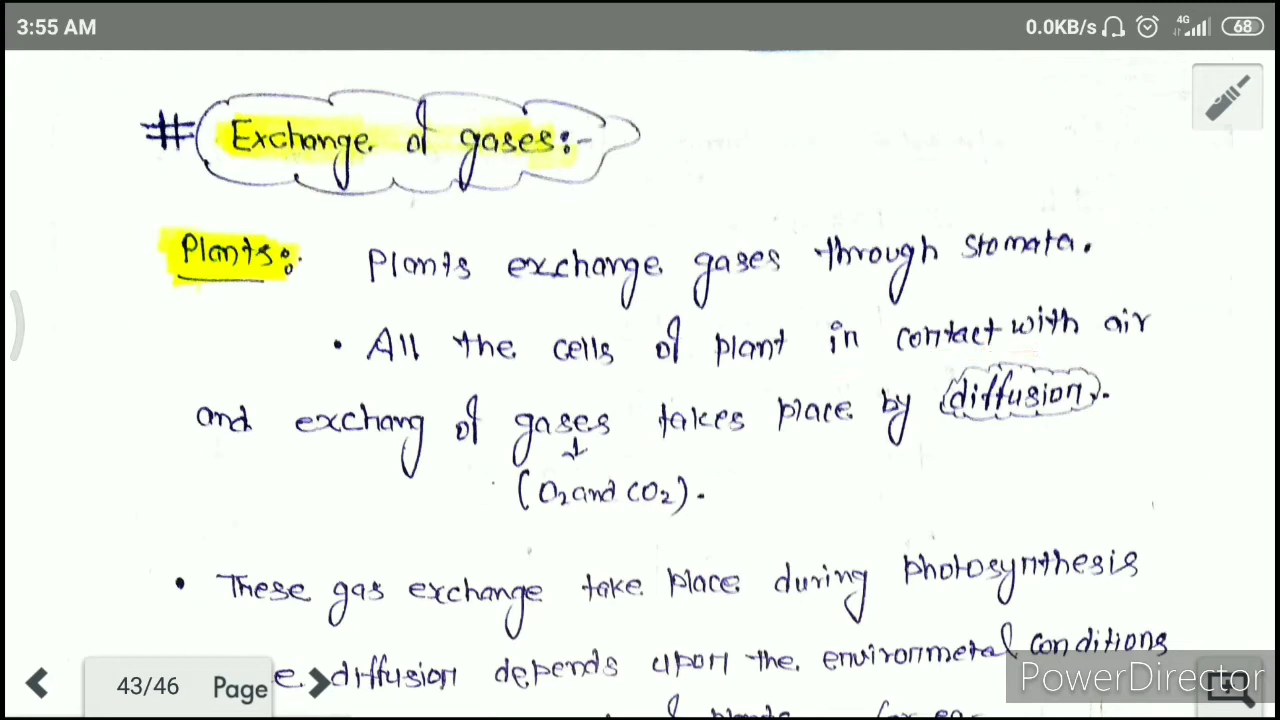 3:55 AM 0.0KB/s 4G 68
# Exchange of gases:-
Plants:. Plants exchange gases through stomata.
• All the cells of plant in contact with air
and exchang of gases takes place by diffusion.
(O2 and CO2).
• These gas exchange take place during photosynthesis
e. diffusion depends upon the environmetal conditions
43/46 Page
PowerDirector